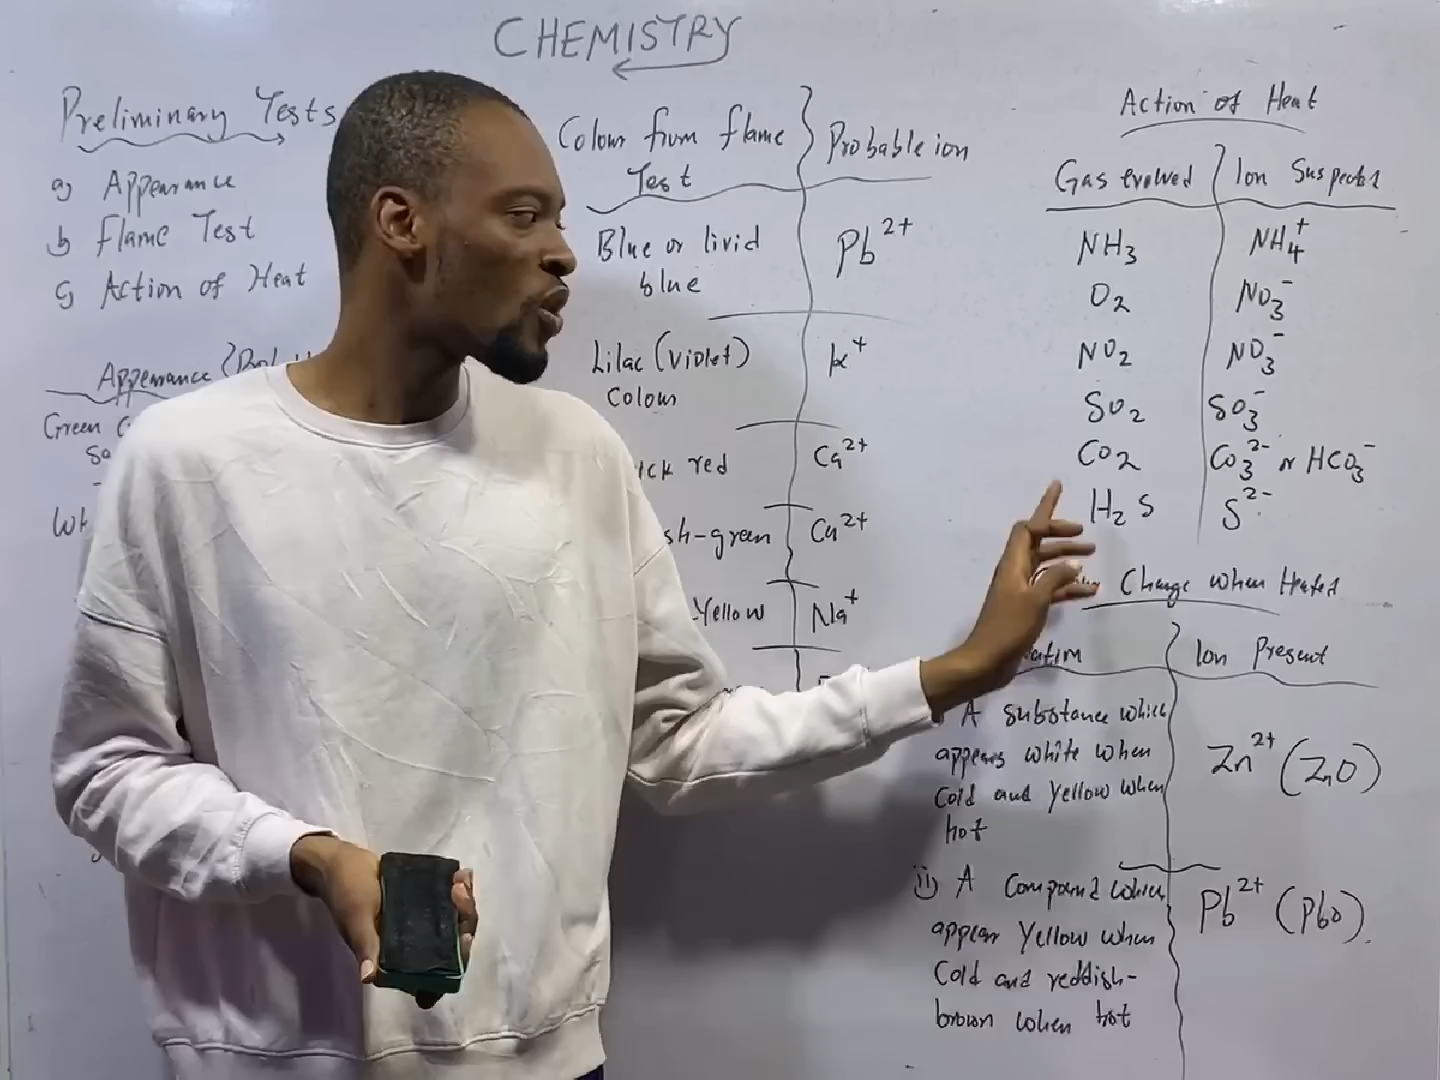 CHEMISTRY
Preliminary Tests
a) Appearance
b) Flame Test
c) Action of Heat
Appearance
Green
Colour from flame Test
Probable ion
Blue or livid blue
Pb²⁺
Lilac (violet) Colour
K⁺
red
Ca²⁺
sh-green
Cu²⁺
Yellow
Na⁺
Action of Heat
Gas evolved
Ion Suspected
NH₃
NH₄⁺
O₂
NO₃⁻
NO₂
NO₃⁻
SO₂
SO₃⁻
CO₂
CO₃²⁻ or HCO₃⁻
H₂S
S²⁻
Change when Heated
Ion Present
A substance which
appears white when
Cold and yellow when
hot
Zn²⁺ (ZnO)
ii) A Compound which
appear Yellow when
Cold and reddish-
brown when hot
Pb²⁺ (PbO).